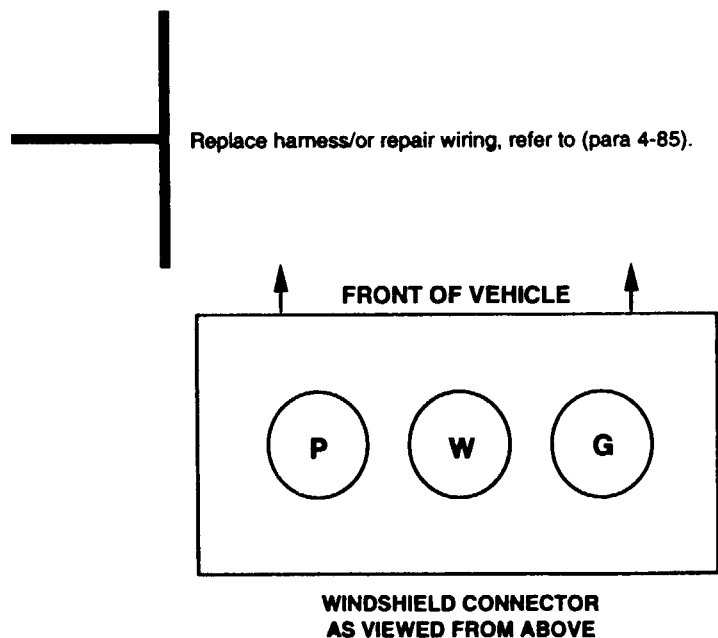 Replace harness/or repair wiring, refer to (para 4-85).
FRONT OF VEHICLE
P W G
WINDSHIELD CONNECTOR
AS VIEWED FROM ABOVE